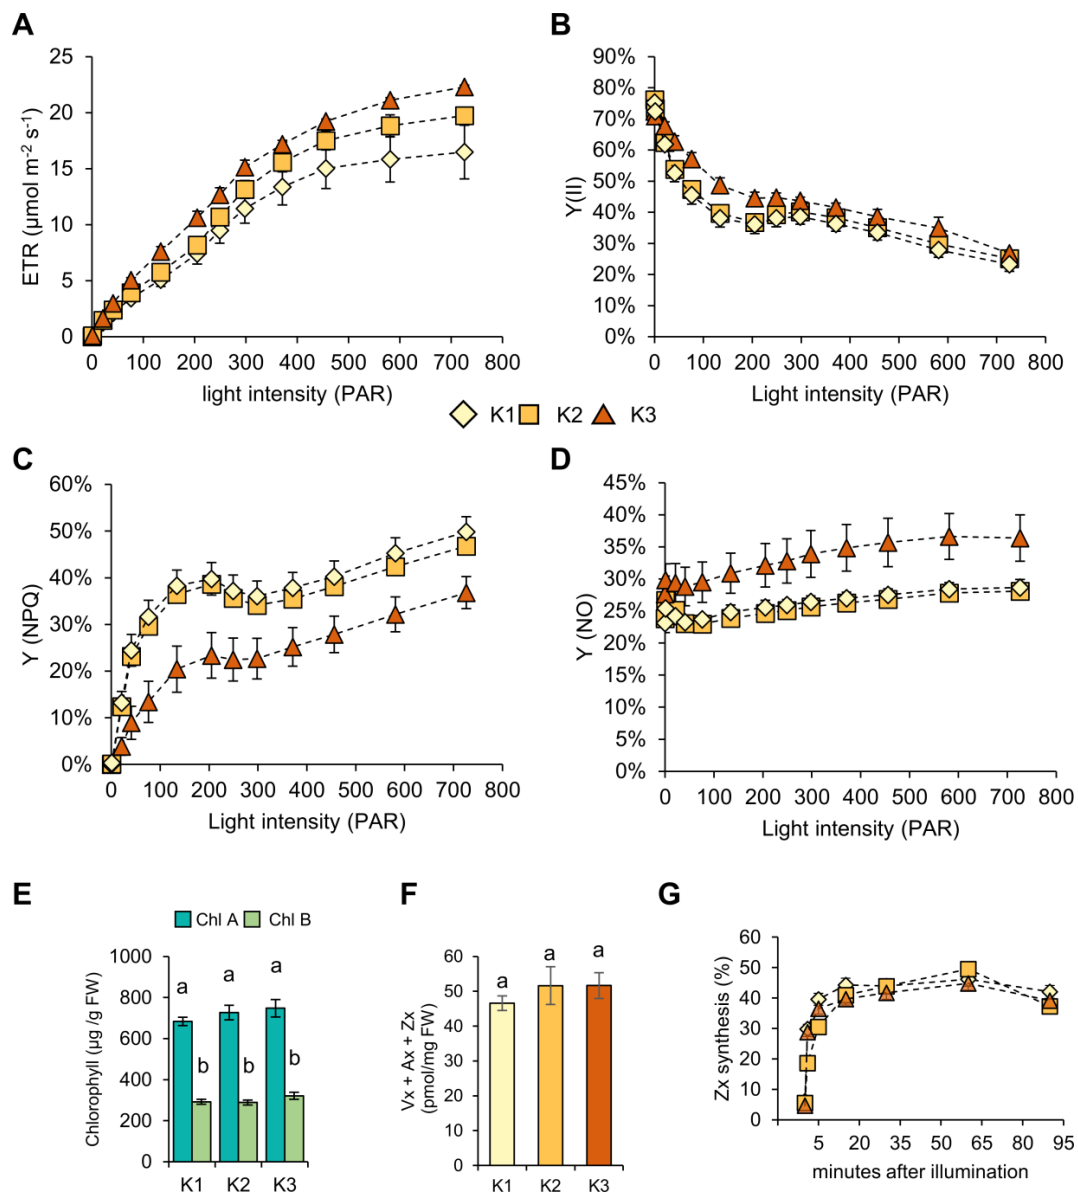 A
B
25
20
15
10
5
0
ETR (µmol m⁻² s⁻¹)
0 100 200 300 400 500 600 700 800
light intensity (PAR)
90%
80%
70%
60%
50%
40%
30%
20%
10%
0%
Y(II)
0 100 200 300 400 500 600 700 800
Light intensity (PAR)
K1 K2 K3
C
D
60%
50%
40%
30%
20%
10%
0%
Y (NPQ)
0 100 200 300 400 500 600 700 800
Light intensity (PAR)
45%
40%
35%
30%
25%
20%
15%
10%
5%
0%
Y (NO)
0 100 200 300 400 500 600 700 800
Light intensity (PAR)
E
F
G
Chl A Chl B
1000
800
600
400
200
0
Chlorophyll (µg /g FW)
a a a
b b b
K1 K2 K3
60
50
40
30
20
10
0
Vx + Ax + Zx
(pmol/mg FW)
a a a
K1 K2 K3
60
50
40
30
20
10
0
Zx synthesis (%)
5 15 30 35 60 65 90 95
minutes after illumination